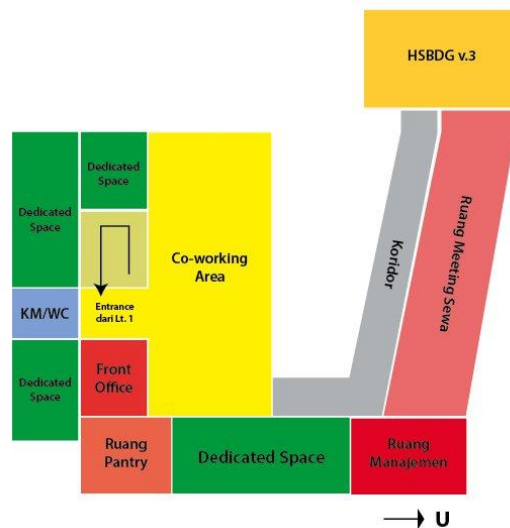 HSBDG v.3
Dedicated
Space
Dedicated
Space
Co-working
Area
Koridor
Ruang Meeting Sewa
KM/WC
Entrance
dari Lt. 1
Dedicated
Space
Front
Office
Ruang
Pantry
Dedicated Space
Ruang
Manajemen
U